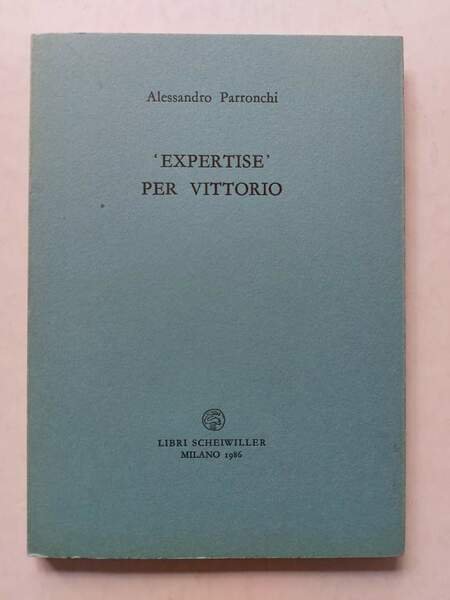 Alessandro Parronchi
‘EXPERTISE’
PER VITTORIO
LIBRI SCHEIWILLER
MILANO 1986